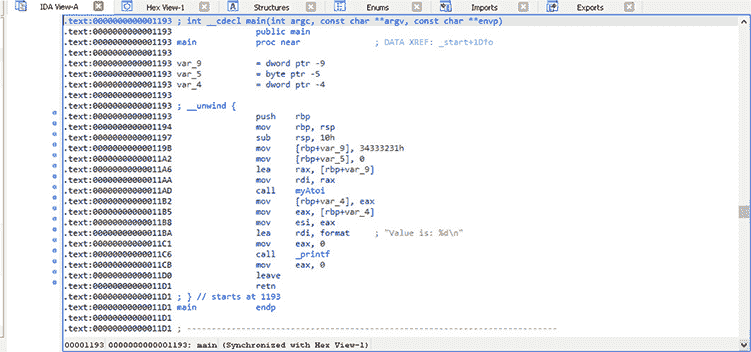 IDA View-A Hex View-1 Structures Enums Imports Exports
.text:0000000000001193 ; int __cdecl main(int argc, const char **argv, const char **envp)
.text:0000000000001193 public main
.text:0000000000001193 main proc near ; DATA XREF: _start+1D↑o
.text:0000000000001193
.text:0000000000001193 var_9 = dword ptr -9
.text:0000000000001193 var_5 = byte ptr -5
.text:0000000000001193 var_4 = dword ptr -4
.text:0000000000001193
.text:0000000000001193 ; __unwind {
.text:0000000000001193 push rbp
.text:0000000000001194 mov rbp, rsp
.text:0000000000001197 sub rsp, 10h
.text:000000000000119B mov [rbp+var_9], 34333231h
.text:00000000000011A2 mov [rbp+var_5], 0
.text:00000000000011A6 lea rax, [rbp+var_9]
.text:00000000000011AA mov rdi, rax
.text:00000000000011AD call myAtoi
.text:00000000000011B2 mov [rbp+var_4], eax
.text:00000000000011B5 mov eax, [rbp+var_4]
.text:00000000000011B8 mov esi, eax
.text:00000000000011BA lea rdi, format ; "Value is: %d\n"
.text:00000000000011C1 mov eax, 0
.text:00000000000011C6 call _printf
.text:00000000000011CB mov eax, 0
.text:00000000000011D0 leave
.text:00000000000011D1 retn
.text:00000000000011D1 ; } // starts at 1193
.text:00000000000011D1 main endp
.text:00000000000011D1
.text:00000000000011D1 ; ---------------------------------------------------------------------------
00001193 0000000000001193: main (Synchronized with Hex View-1)